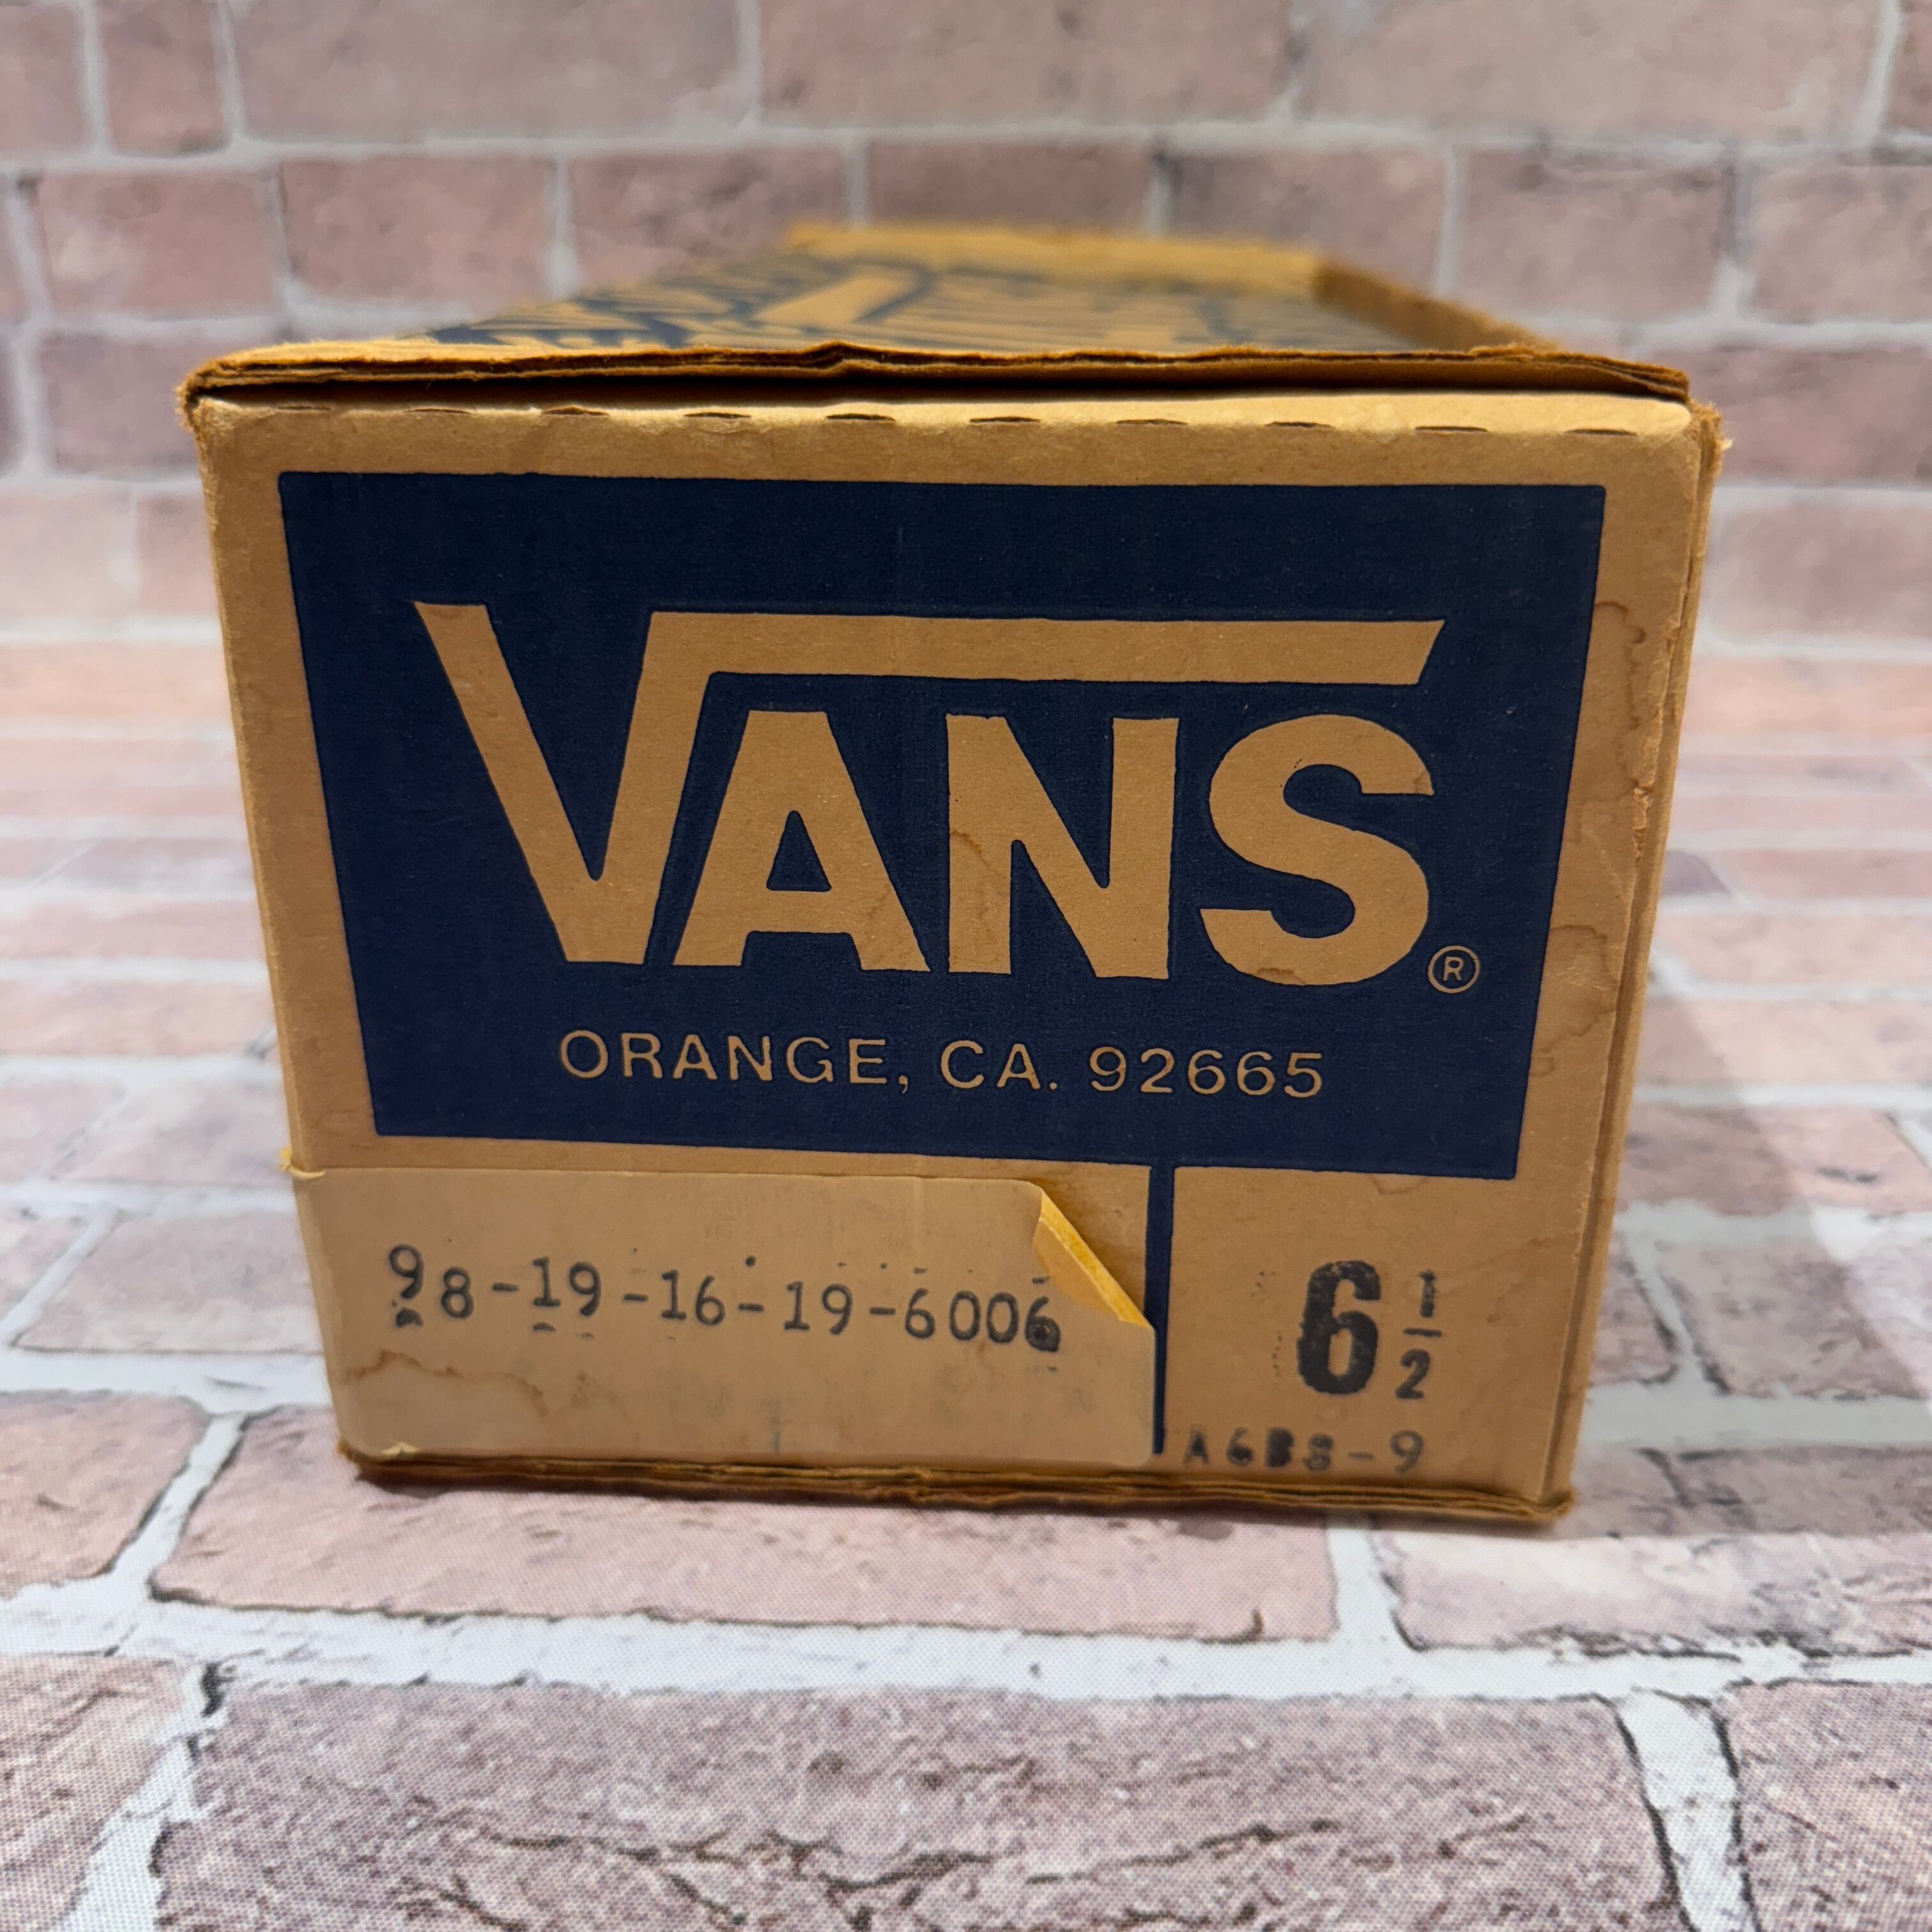 VANS®
ORANGE, CA. 92665
98-19-16-19-6006
6 1/2
A6B8-9